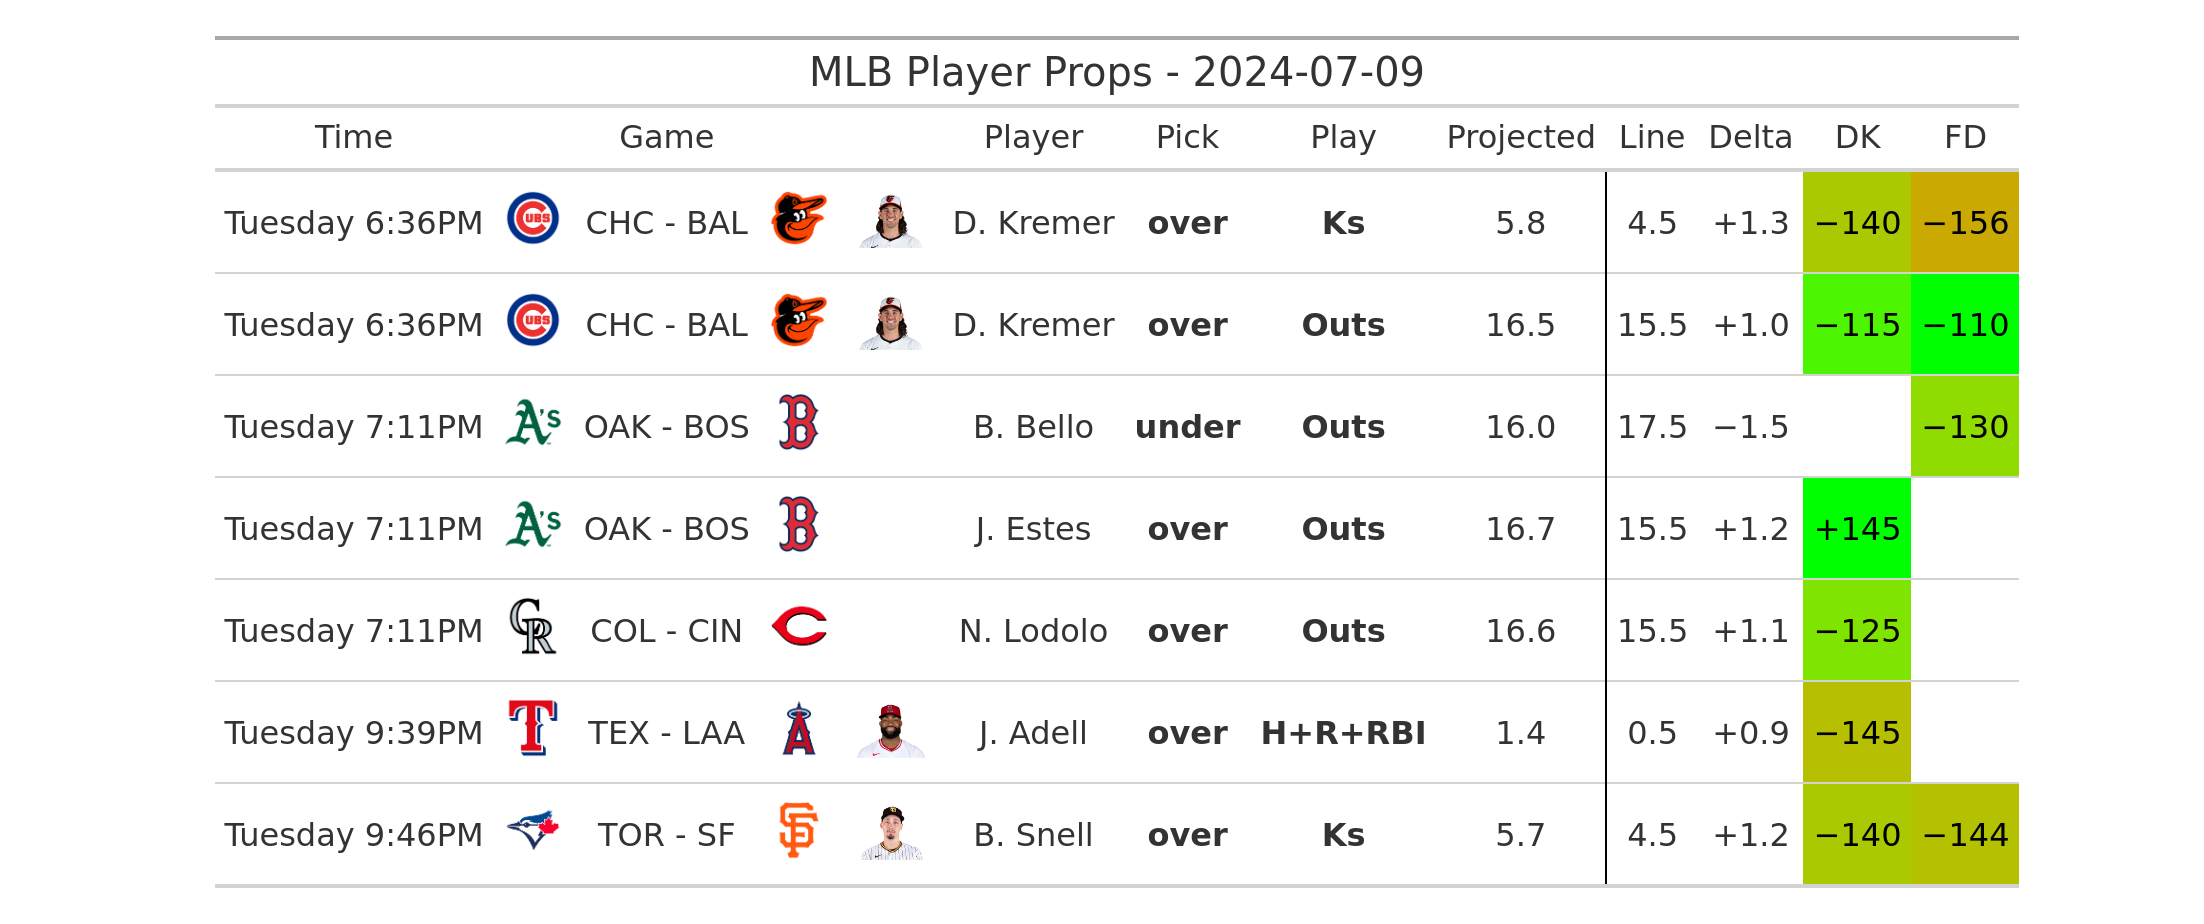 MLB Player Props - 2024-07-09
Time Game Player Pick Play Projected Line Delta DK FD
Tuesday 6:36PM CUBS CHC - BAL D. Kremer over Ks 5.8 4.5 +1.3 −140 −156
Tuesday 6:36PM CUBS CHC - BAL D. Kremer over Outs 16.5 15.5 +1.0 −115 −110
Tuesday 7:11PM A's OAK - BOS B B. Bello under Outs 16.0 17.5 −1.5 −130
Tuesday 7:11PM A's OAK - BOS B J. Estes over Outs 16.7 15.5 +1.2 +145
Tuesday 7:11PM CR COL - CIN C N. Lodolo over Outs 16.6 15.5 +1.1 −125
Tuesday 9:39PM T TEX - LAA A J. Adell over H+R+RBI 1.4 0.5 +0.9 −145
Tuesday 9:46PM TOR - SF SF B. Snell over Ks 5.7 4.5 +1.2 −140 −144